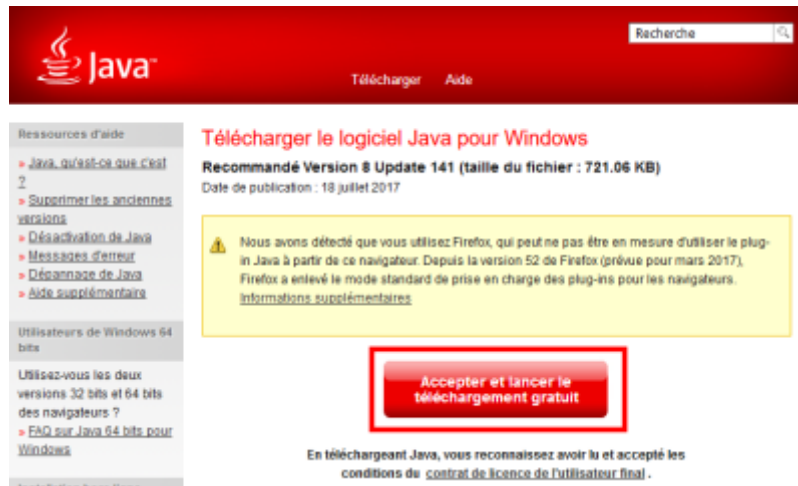 Java
Recherche
Télécharger Aide
Ressources d'aide
» Java, qu'est-ce que c'est
?
» Supprimer les anciennes
versions
» Désactivation de Java
» Messages d'erreur
» Dépannage de Java
» Aide supplémentaire
Utilisateurs de Windows 64
bits
Utilisez-vous les deux
versions 32 bits et 64 bits
des navigateurs ?
» FAQ sur Java 64 bits pour
Windows
Télécharger le logiciel Java pour Windows
Recommandé Version 8 Update 141 (taille du fichier : 721.06 KB)
Date de publication : 18 juillet 2017
Nous avons détecté que vous utilisez Firefox, qui peut ne pas être en mesure d'utiliser le plug-
in Java à partir de ce navigateur. Depuis la version 52 de Firefox (prévue pour mars 2017),
Firefox a enlevé le mode standard de prise en charge des plug-ins pour les navigateurs.
Informations supplémentaires
Accepter et lancer le
téléchargement gratuit
En téléchargeant Java, vous reconnaissez avoir lu et accepté les
conditions du contrat de licence de l'utilisateur final .